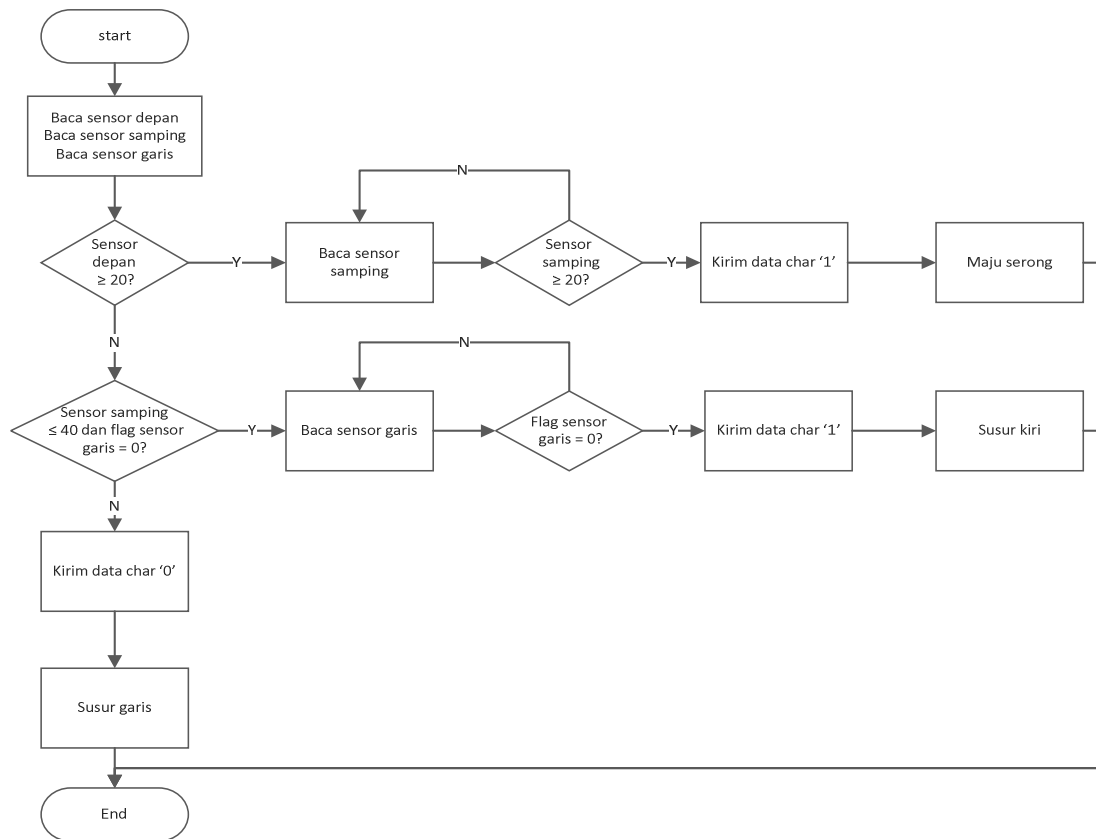 start
Baca sensor depan
Baca sensor samping
Baca sensor garis
N
Sensor
depan
≥ 20?
Y
Baca sensor
samping
Sensor
samping
≥ 20?
Y
Kirim data char ‘1’
Maju serong
N
N
Sensor samping
≤ 40 dan flag sensor
garis = 0?
Y
Baca sensor garis
Flag sensor
garis = 0?
Y
Kirim data char ‘1’
Susur kiri
N
Kirim data char ‘0’
Susur garis
End